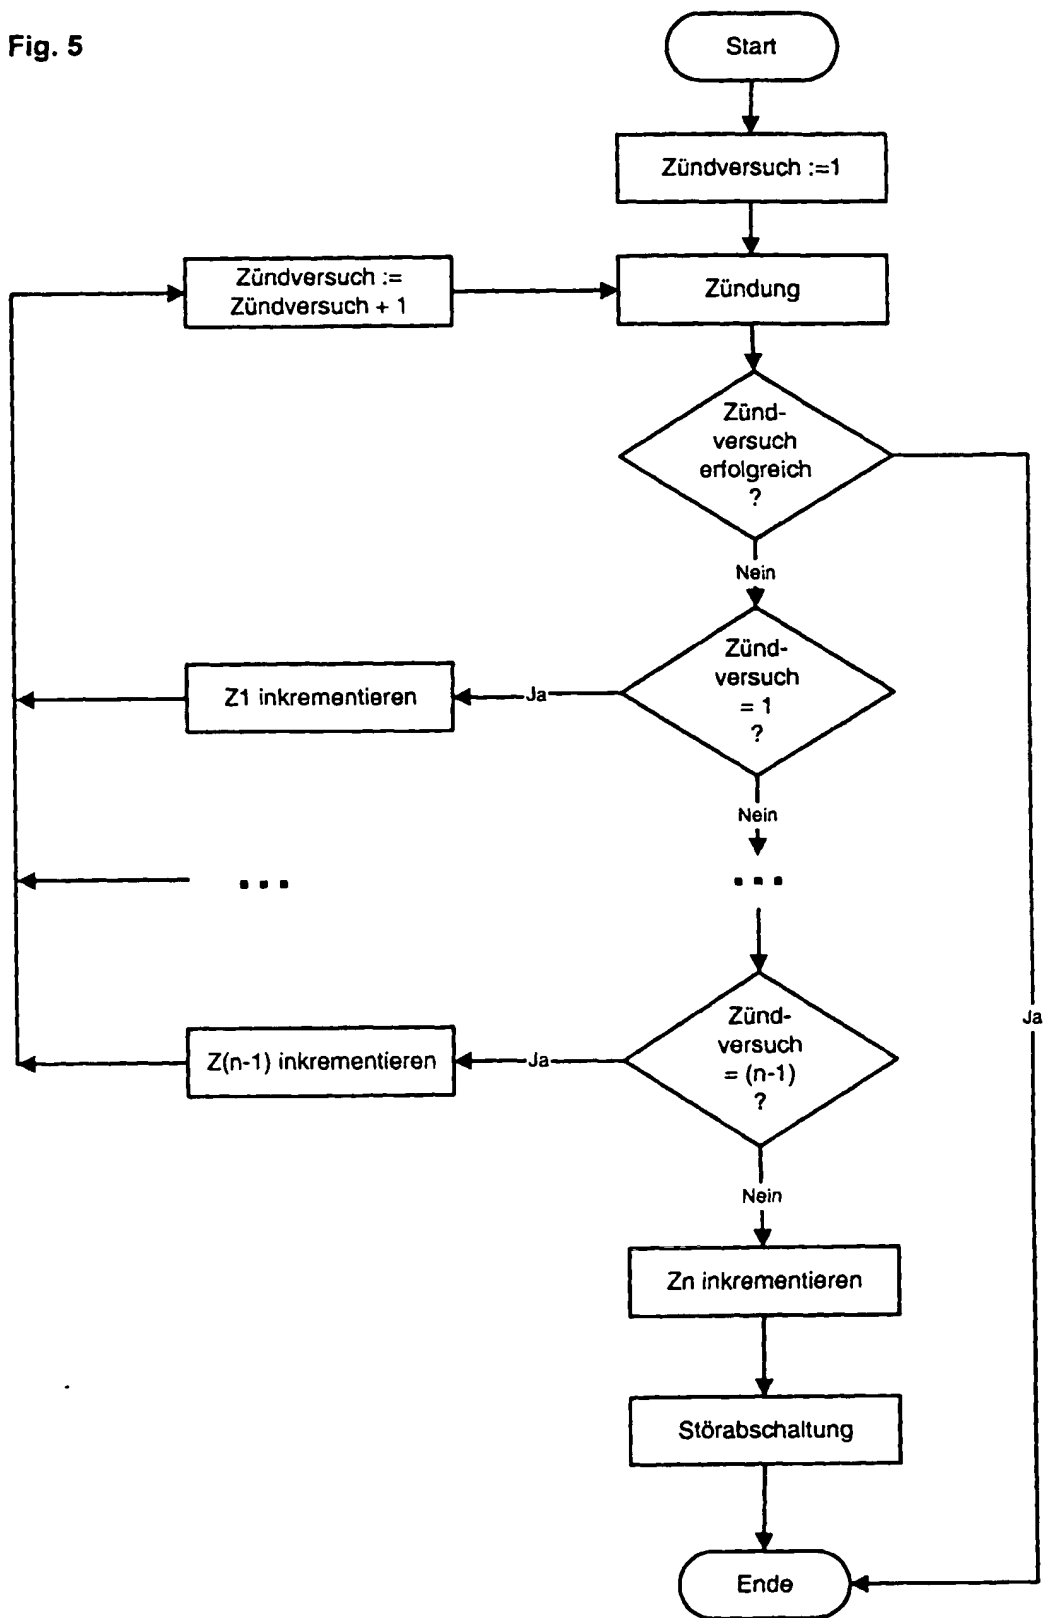 Fig. 5
Start
Zündversuch :=1
Zündversuch :=
Zündversuch + 1
Zündung
Zünd-
versuch
erfolgreich
?
Nein
Zünd-
versuch
= 1
?
Ja
Z1 inkrementieren
Nein
...
...
Zünd-
versuch
= (n-1)
?
Ja
Z(n-1) inkrementieren
Ja
Nein
Zn inkrementieren
Störabschaltung
Ende